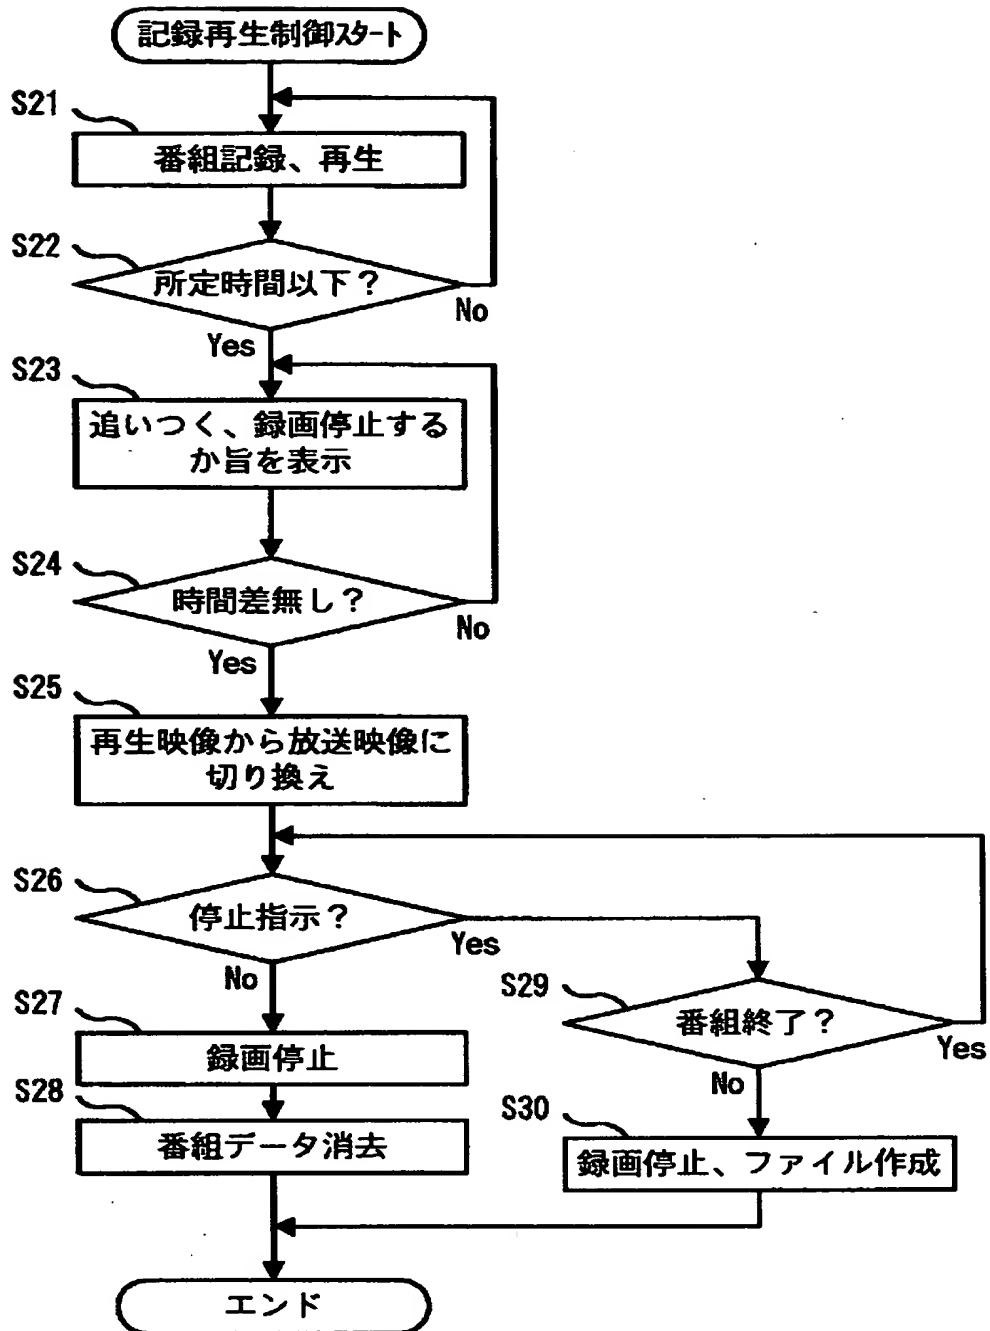 記録再生制御スタート
S21
番組記録、再生
S22
所定時間以下？
No
Yes
S23
追いつく、録画停止する
か旨を表示
S24
時間差無し？
No
Yes
S25
再生映像から放送映像に
切り換え
S26
停止指示？
Yes
No
S29
番組終了？
Yes
No
S27
録画停止
S28
番組データ消去
S30
録画停止、ファイル作成
エンド